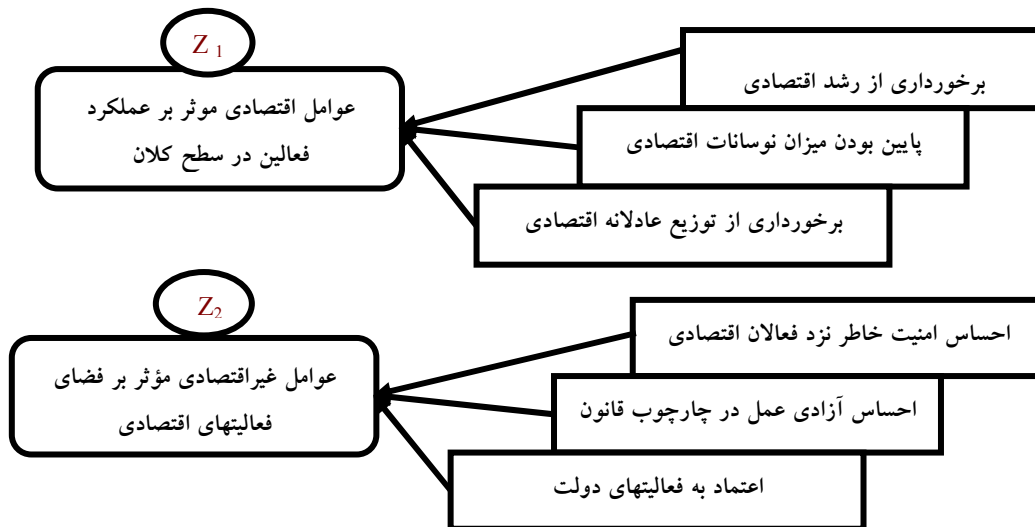 Z 1
عوامل اقتصادی موثر بر عملکرد
فعالین در سطح کلان
برخورداری از رشد اقتصادی
پایین بودن میزان نوسانات اقتصادی
برخورداری از توزیع عادلانه اقتصادی
Z2
عوامل غیراقتصادی مؤثر بر فضای
فعالیتهای اقتصادی
احساس امنیت خاطر نزد فعالان اقتصادی
احساس آزادی عمل در چارچوب قانون
اعتماد به فعالیتهای دولت